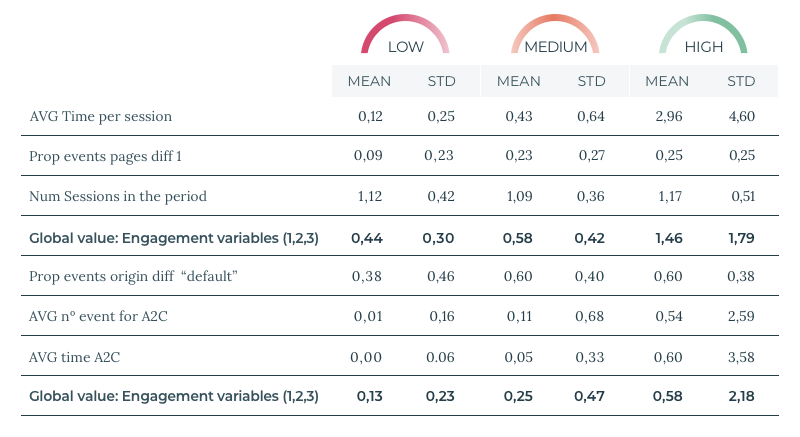 LOW MEDIUM HIGH
MEAN STD MEAN STD MEAN STD
AVG Time per session 0,12 0,25 0,43 0,64 2,96 4,60
Prop events pages diff 1 0,09 0,23 0,23 0,27 0,25 0,25
Num Sessions in the period 1,12 0,42 1,09 0,36 1,17 0,51
Global value: Engagement variables (1,2,3) 0,44 0,30 0,58 0,42 1,46 1,79
Prop events origin diff “default” 0,38 0,46 0,60 0,40 0,60 0,38
AVG nº event for A2C 0,01 0,16 0,11 0,68 0,54 2,59
AVG time A2C 0,00 0.06 0,05 0,33 0,60 3,58
Global value: Engagement variables (1,2,3) 0,13 0,23 0,25 0,47 0,58 2,18